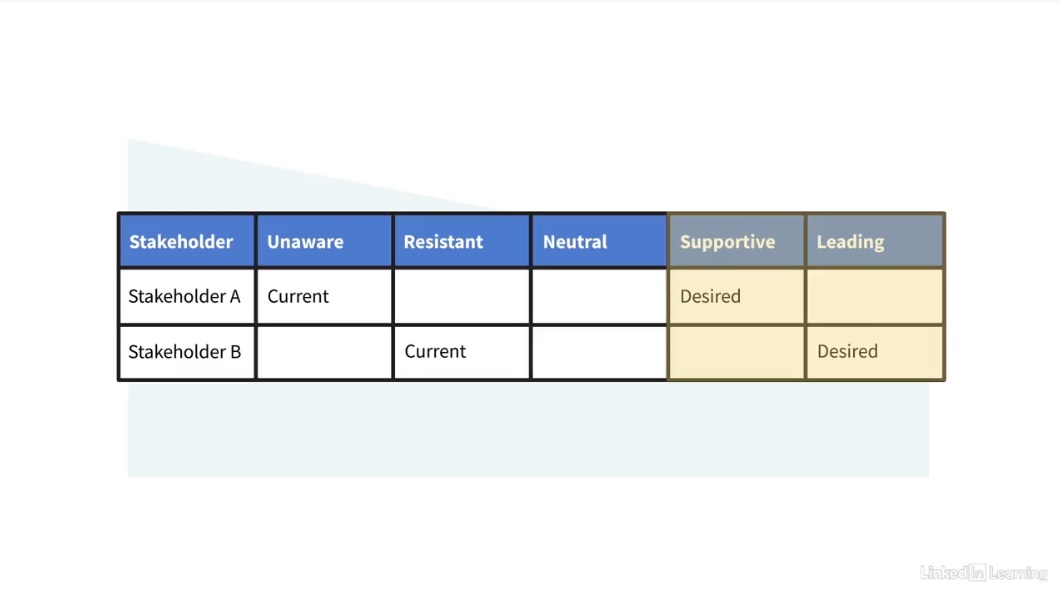 Stakeholder Unaware Resistant Neutral Supportive Leading
Stakeholder A Current Desired
Stakeholder B Current Desired
Linked in Learning